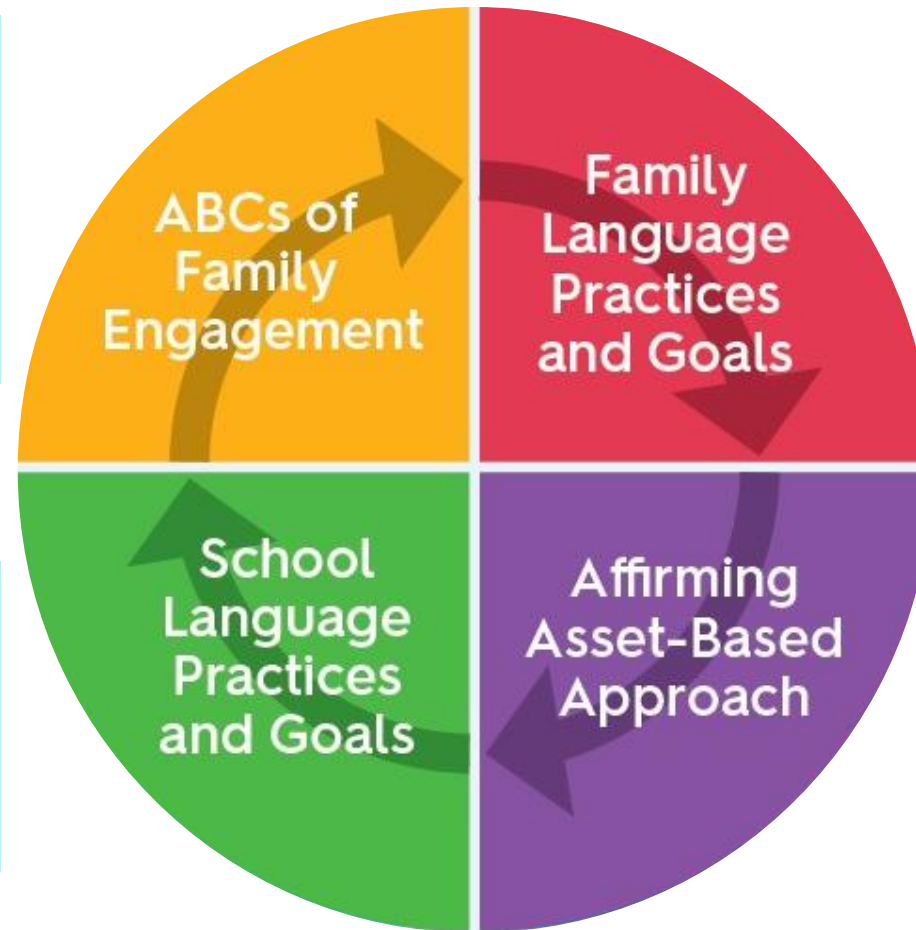 ABCs of
Family
Engagement
Family
Language
Practices
and Goals
School
Language
Practices
and Goals
Affirming
Asset-Based
Approach